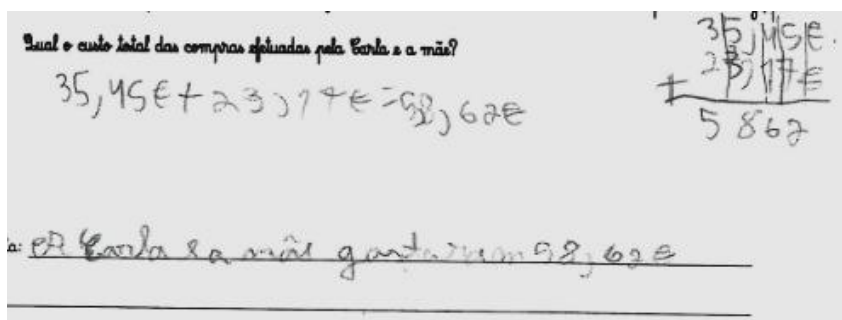 Qual o custo total das compras efetuadas pela Carla e a mãe?
35,45€ + 23,17€ = 58,62€
35,45€
+ 23,17€
5862
a: A Carla e a mãe gastaram 58,62€